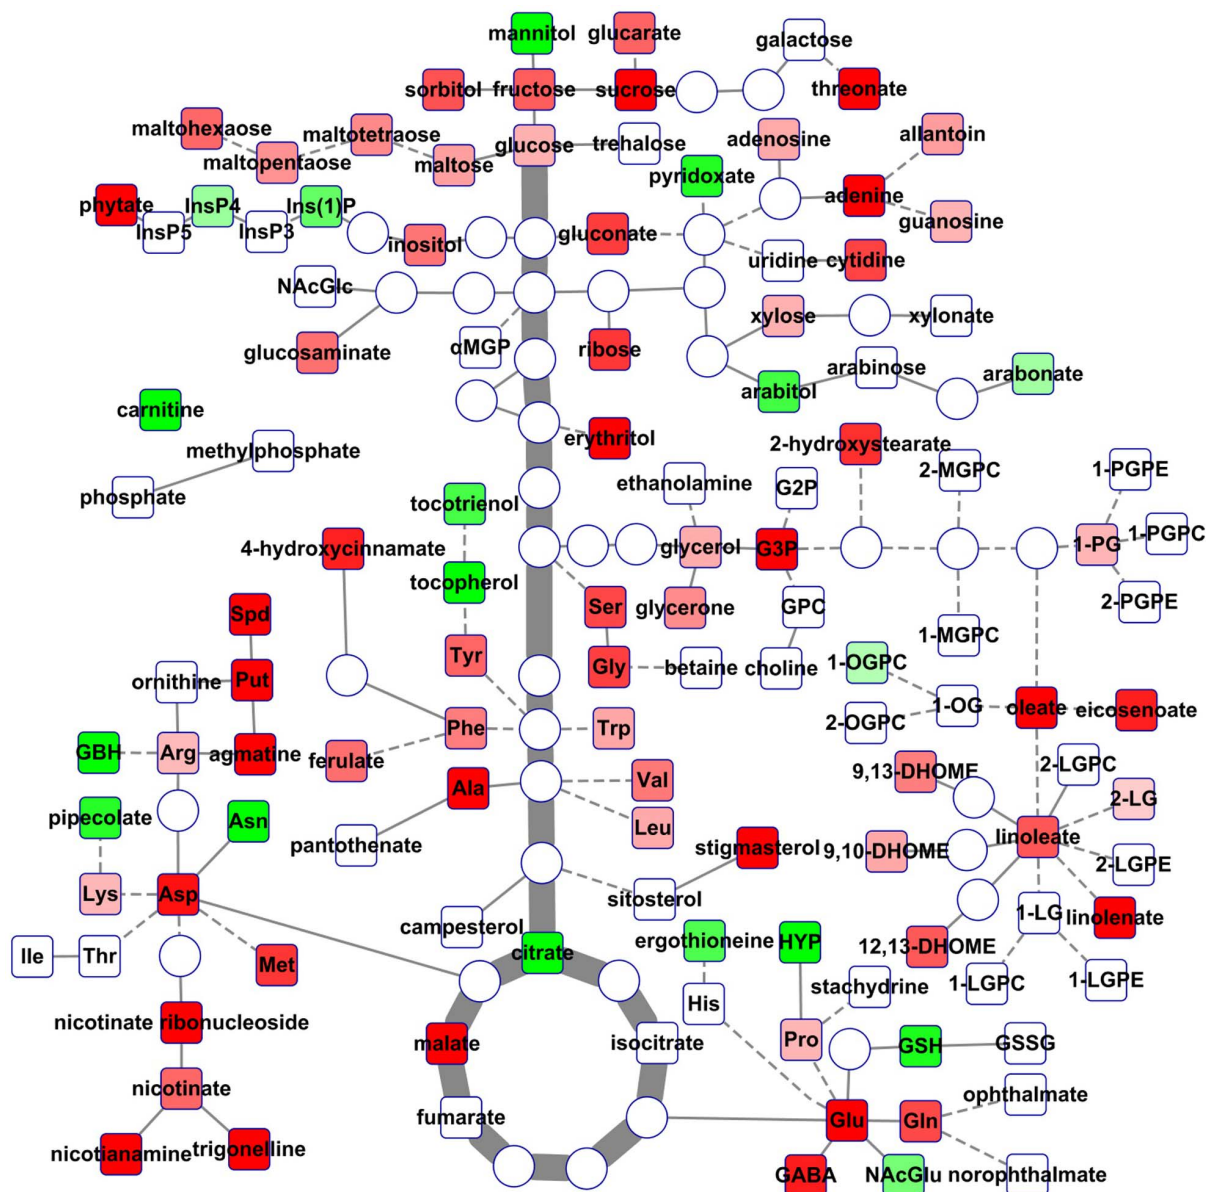 mannitol
glucarate
galactose
sorbitol
fructose
sucrose
threonate
maltohexaose
maltotetraose
maltopentaose
maltose
glucose
trehalose
adenosine
allantoin
pyridoxate
phytate
InsP4
Ins(1)P
adenine
guanosine
InsP5
InsP3
inositol
gluconate
uridine
cytidine
NAcGlc
xylose
xylonate
glucosaminate
αMGP
ribose
arabinose
arabonate
arabitol
carnitine
erythritol
2-hydroxystearate
methylphosphate
phosphate
ethanolamine
G2P
2-MGPC
1-PGPE
tocotrienol
4-hydroxycinnamate
glycerol
G3P
1-PG
1-PGPC
tocopherol
Spd
Ser
glycerone
GPC
1-MGPC
2-PGPE
Tyr
Gly
betaine
choline
1-OGPC
ornithine
Put
1-OG
oleate
eicosenoate
2-OGPC
Phe
Trp
GBH
Arg
agmatine
ferulate
9,13-DHOME
2-LGPC
Ala
Val
2-LG
pipecolate
Asn
Leu
pantothenate
stigmasterol
9,10-DHOME
linoleate
2-LGPE
Lys
Asp
sitosterol
1-LG
linolenate
campesterol
ergothioneine
HYP
12,13-DHOME
Ile
Thr
Met
citrate
His
stachydrine
1-LGPC
1-LGPE
nicotinate ribonucleoside
malate
isocitrate
Pro
GSH
GSSG
nicotinate
fumarate
ophthalmate
Glu
Gln
nicotianamine
trigonelline
GABA
NAcGlu
norophthalmate